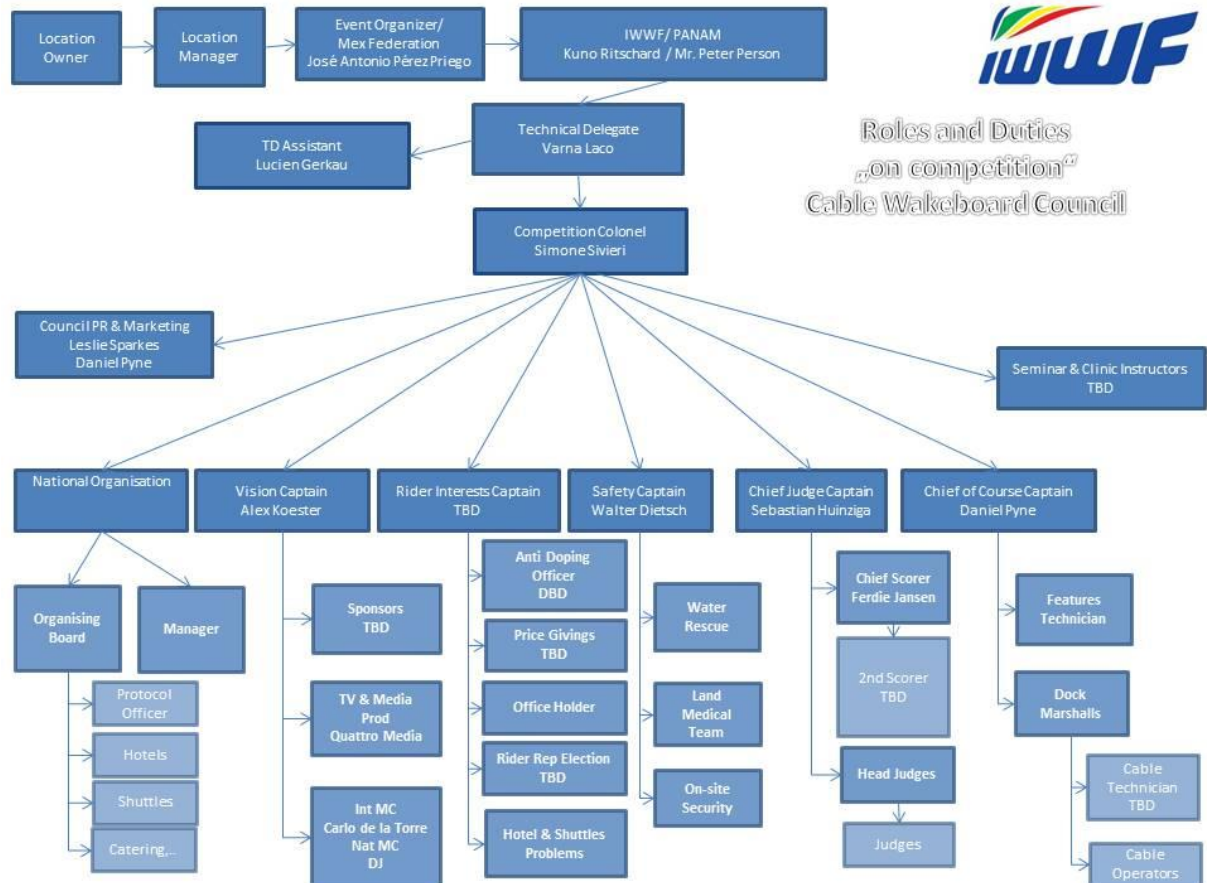 Location
Owner
Location
Manager
Event Organizer/
Mex Federation
José Antonio Pérez Priego
IWWF/ PANAM
Kuno Ritschard / Mr. Peter Person
IWWF
Roles and Duties
„on competition“
Cable Wakeboard Council
TD Assistant
Lucien Gerkau
Technical Delegate
Varna Laco
Competition Colonel
Simone Sivieri
Council PR & Marketing
Leslie Sparkes
Daniel Pyne
Seminar & Clinic Instructors
TBD
National Organisation
Vision Captain
Alex Koester
Rider Interests Captain
TBD
Safety Captain
Walter Dietsch
Chief Judge Captain
Sebastian Huinziga
Chief of Course Captain
Daniel Pyne
Organising
Board
Manager
Protocol
Officer
Hotels
Shuttles
Catering,..
Sponsors
TBD
TV & Media
Prod
Quattro Media
Int MC
Carlo de la Torre
Nat MC
DJ
Anti Doping
Officer
DBD
Price Givings
TBD
Office Holder
Rider Rep Election
TBD
Hotel & Shuttles
Problems
Water
Rescue
Land
Medical
Team
On-site
Security
Chief Scorer
Ferdie Jansen
2nd Scorer
TBD
Head Judges
Judges
Features
Technician
Dock
Marshalls
Cable
Technician
TBD
Cable
Operators